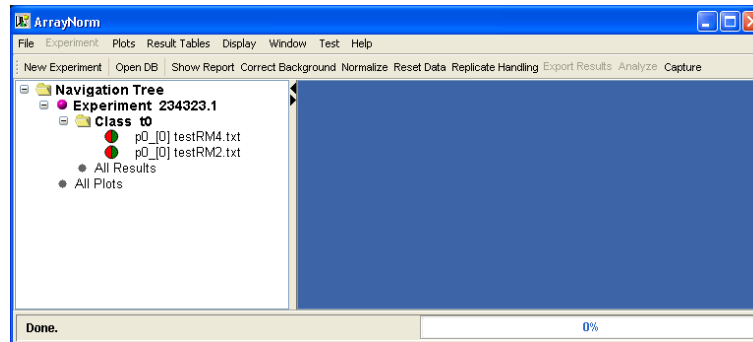 ArrayNorm
File Experiment Plots Result Tables Display Window Test Help
New Experiment Open DB Show Report Correct Background Normalize Reset Data Replicate Handling Export Results Analyze Capture
Navigation Tree
Experiment 234323.1
Class t0
p0_[0] testRM4.txt
p0_[0] testRM2.txt
All Results
All Plots
Done. 0%